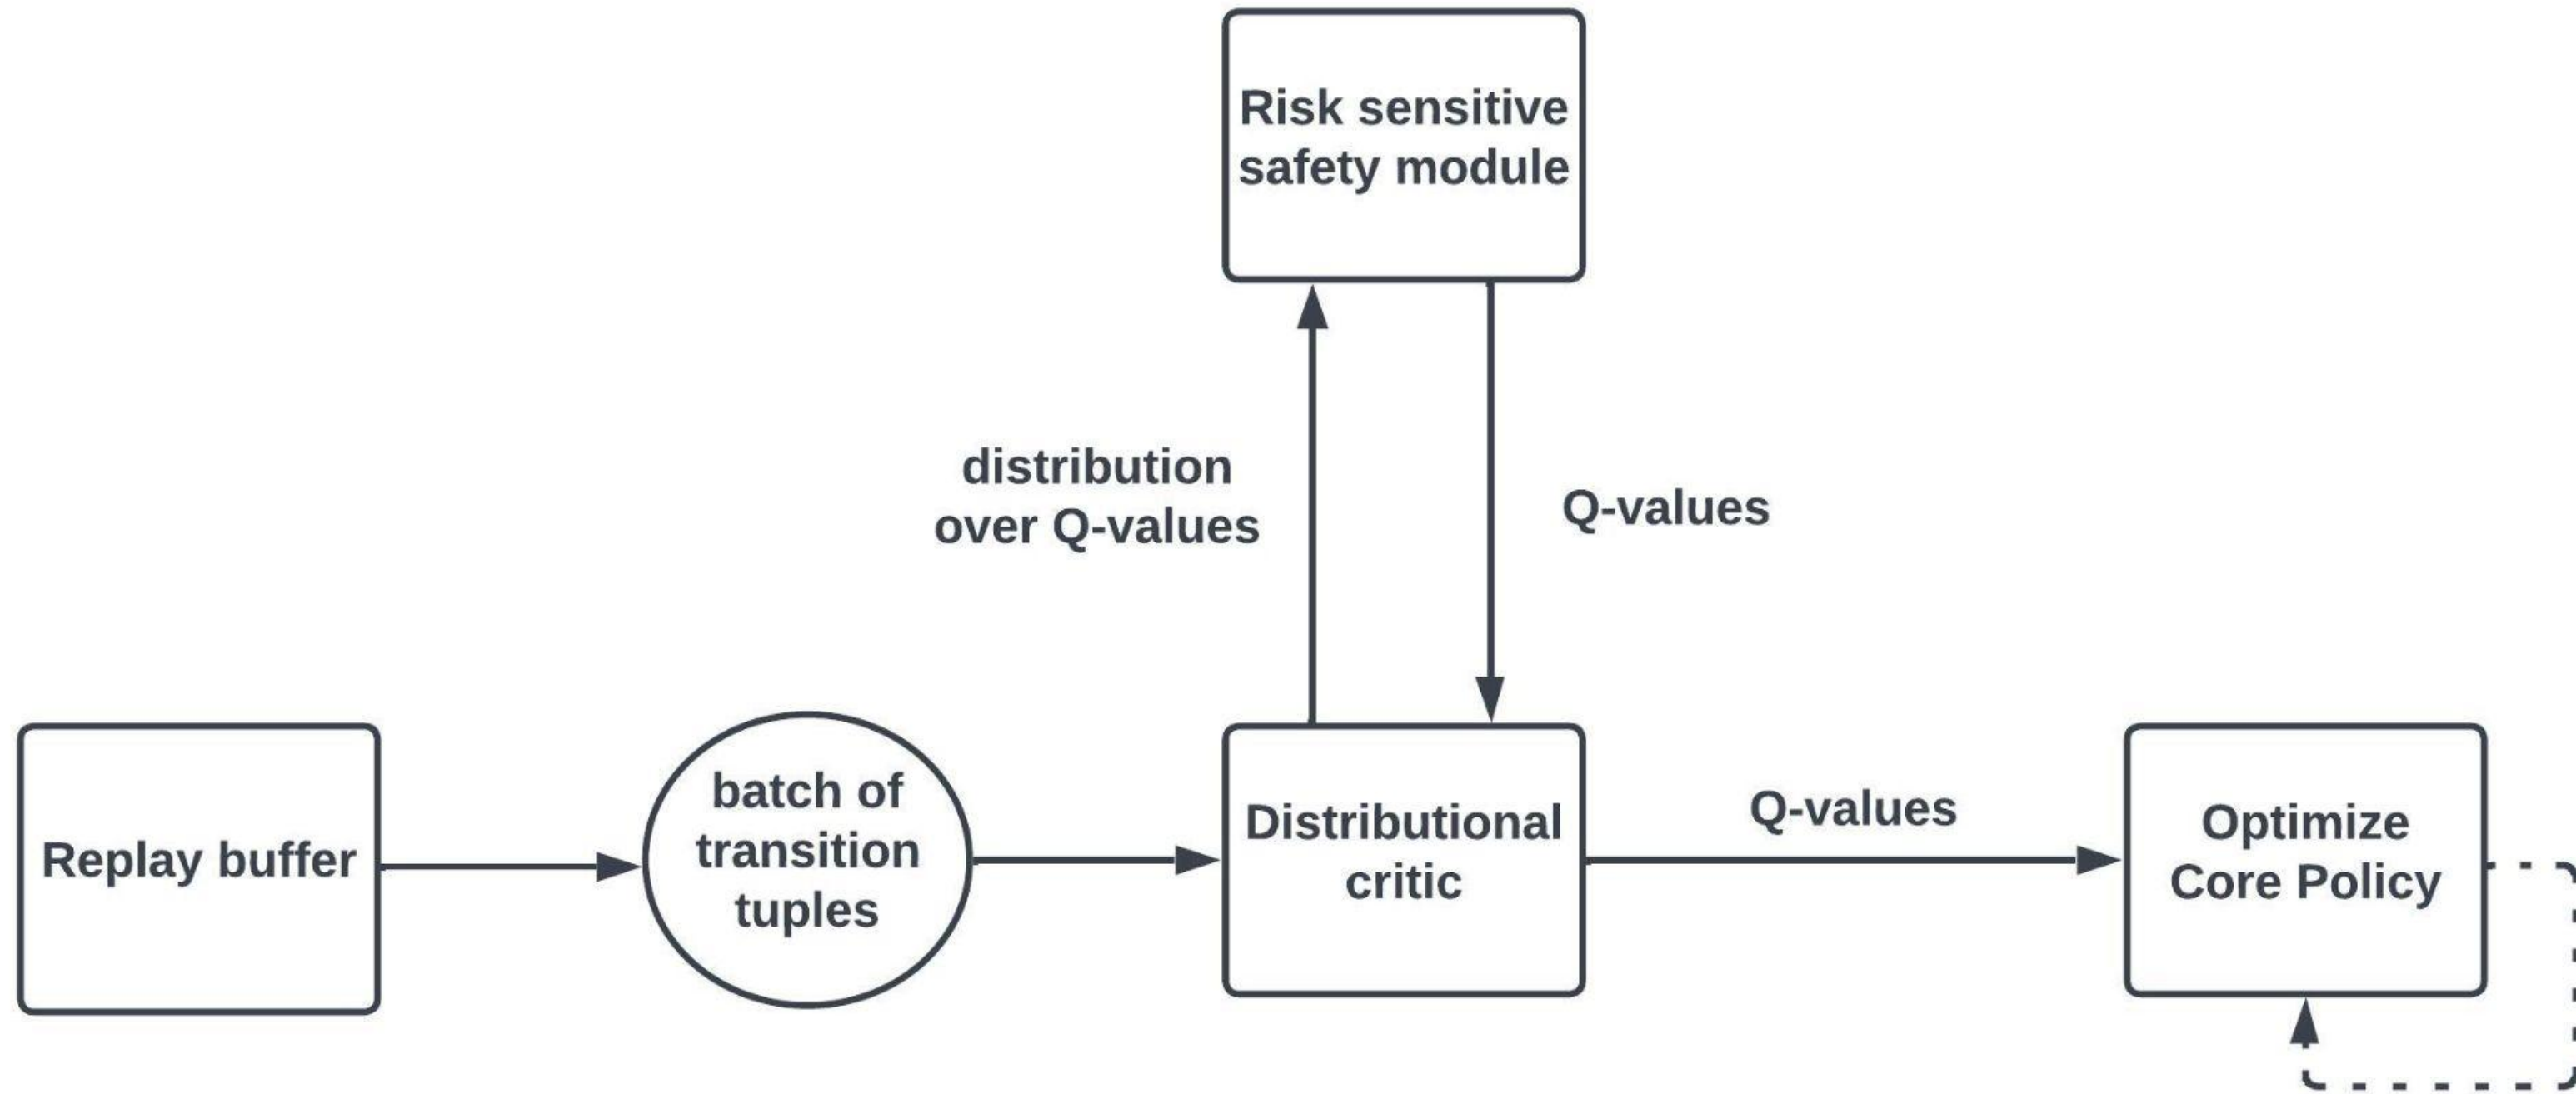 Risk sensitive
safety module
distribution
over Q-values
Q-values
Replay buffer
batch of
transition
tuples
Distributional
critic
Q-values
Optimize
Core Policy